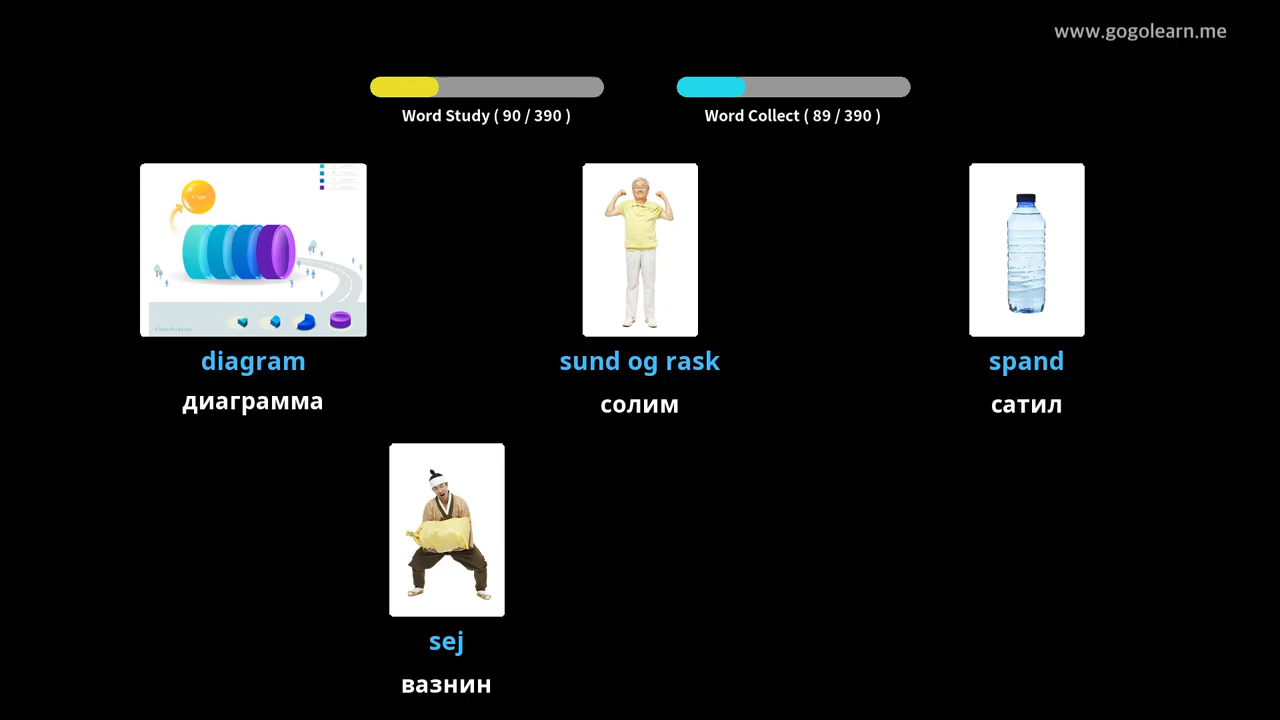 www.gogolearn.me
Word Study ( 90 / 390 )
Word Collect ( 89 / 390 )
diagram
sund og rask
spand
диаграмма
солим
сатил
sej
вазнин